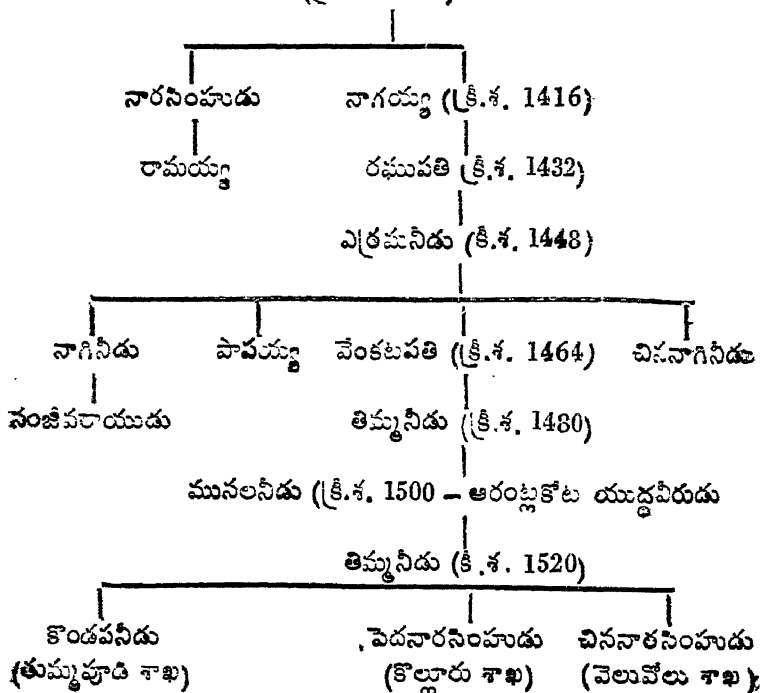 నారసింహుడు నాగయ్య (క్రీ.శ. 1416)
రామయ్య రఘుపతి (క్రీ.శ. 1432)
ఎఱ్ఱమనీడు (క్రీ.శ. 1448)
నాగినీడు పాపయ్య వేంకటపతి (క్రీ.శ. 1464) చిననాగినీడు
సంజీవరాయుడు తిమ్మనీడు (క్రీ.శ. 1480)
మునలనీడు (క్రీ.శ. 1500 – ఆరంట్లకోట యుద్ధవీరుడు
తిమ్మనీడు (క్రీ.శ. 1520)
కొండపనీడు పెదనారసింహుడు చిననారసింహుడు
(తుమ్మపూడి శాఖ) (కొల్లూరు శాఖ) (వెలువోలు శాఖ)